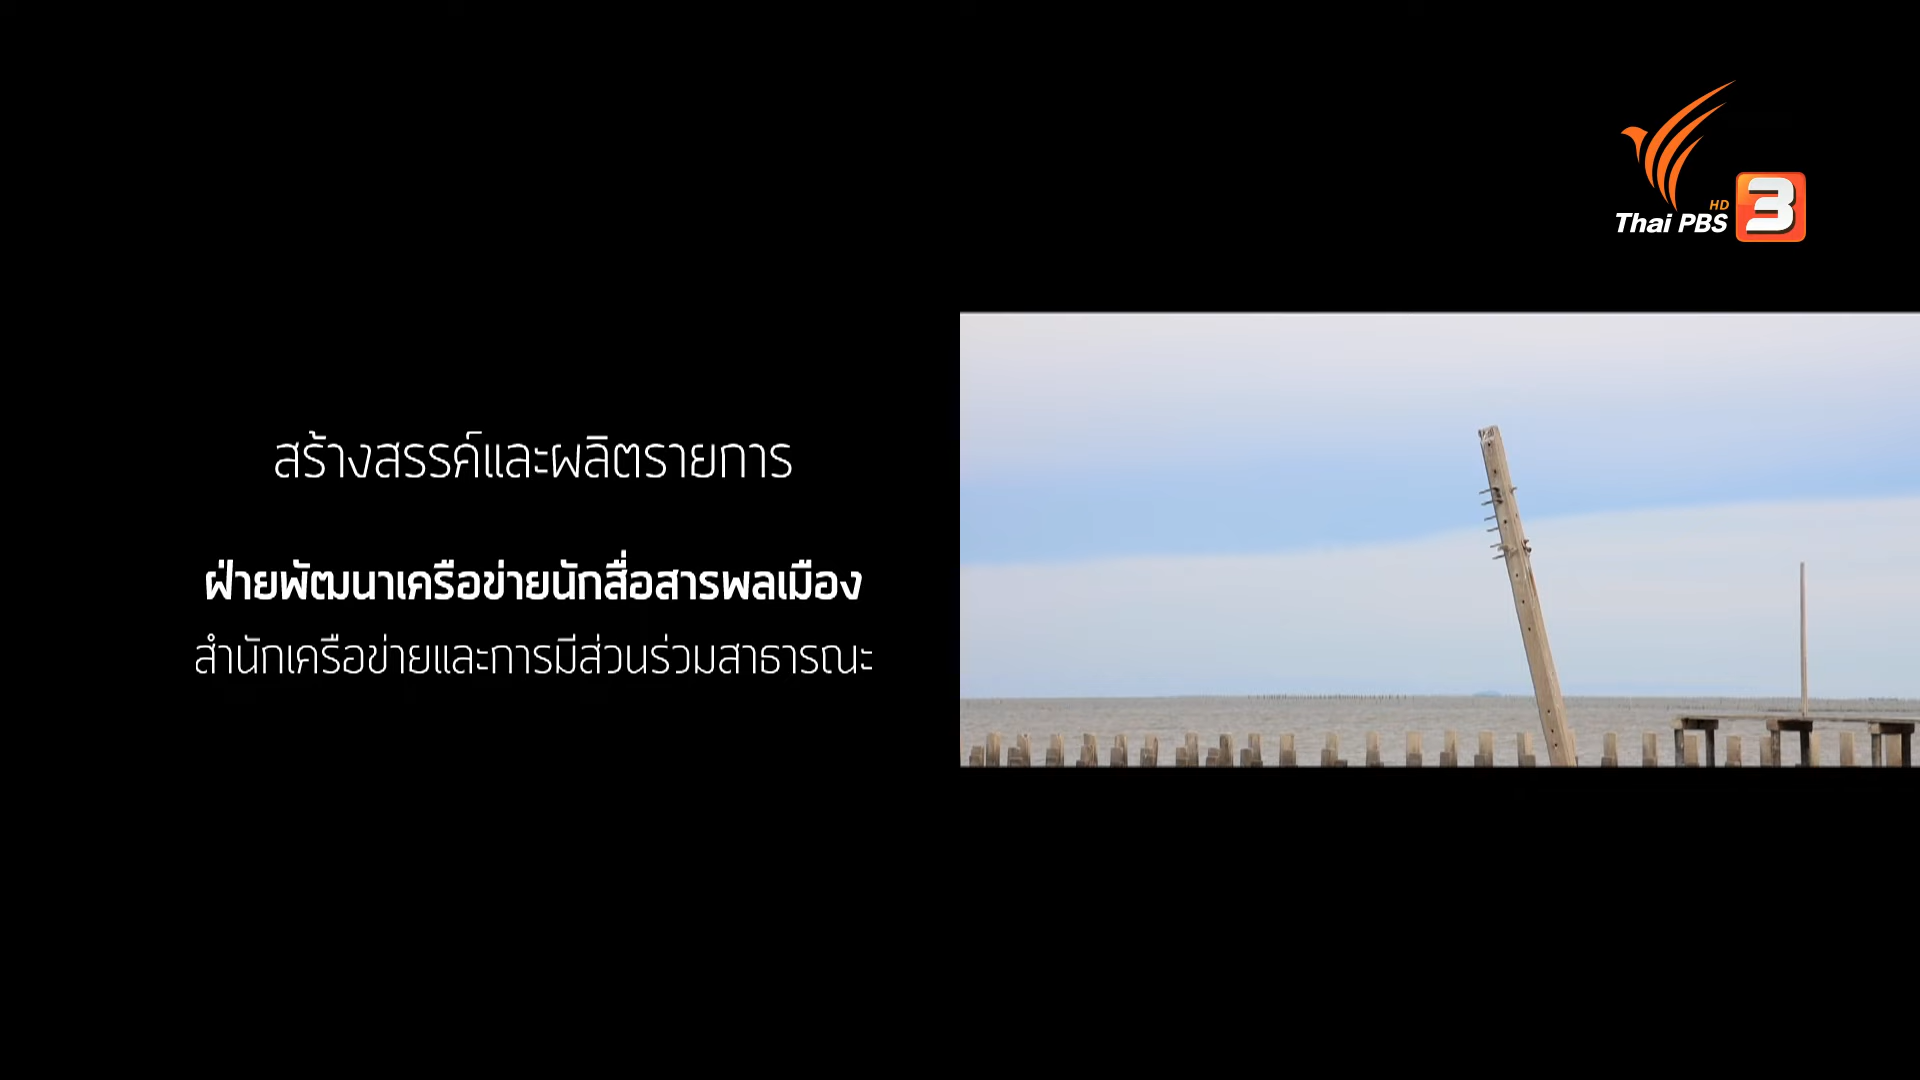 HD
Thai PBS 3
สร้างสรรค์และผลิตรายการ
ฝ่ายพัฒนาเครือข่ายนักสื่อสารพลเมือง
สำนักเครือข่ายและการมีส่วนร่วมสาธารณะ